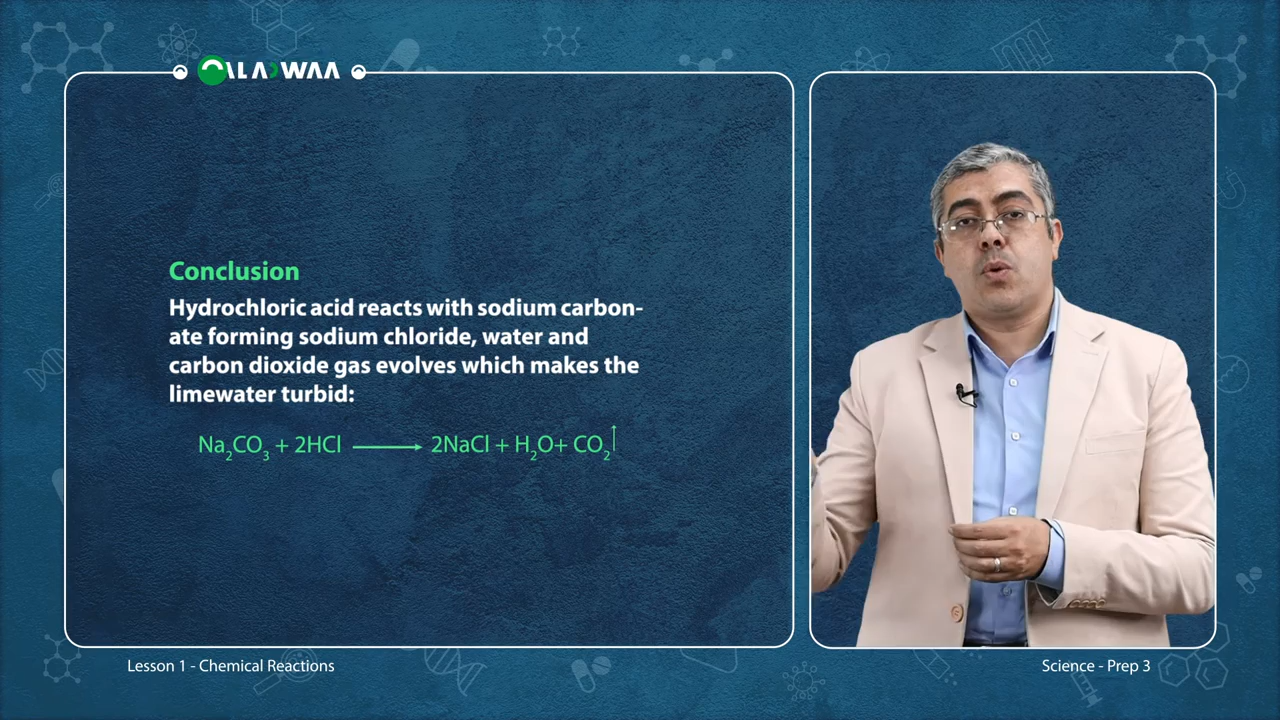 ALADWAA
Conclusion
Hydrochloric acid reacts with sodium carbon-
ate forming sodium chloride, water and
carbon dioxide gas evolves which makes the
limewater turbid:
Na₂CO₃ + 2HCl ⟶ 2NaCl + H₂O+ CO₂↑
Lesson 1 - Chemical Reactions
Science - Prep 3